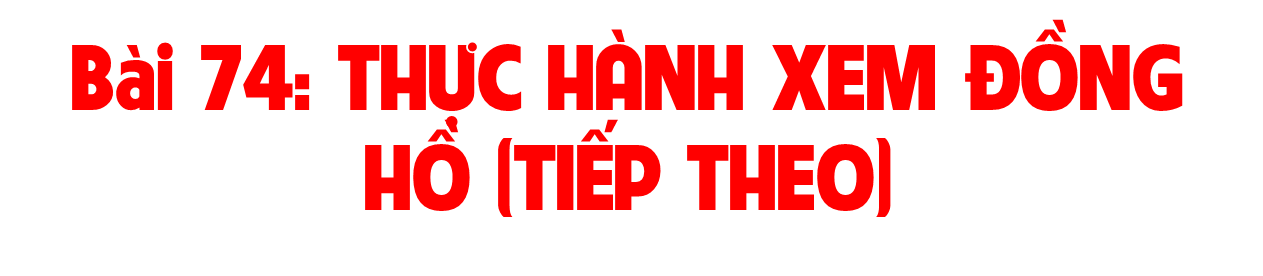 Bài 74: THỰC HÀNH XEM ĐỒNG
HỒ (TIẾP THEO)